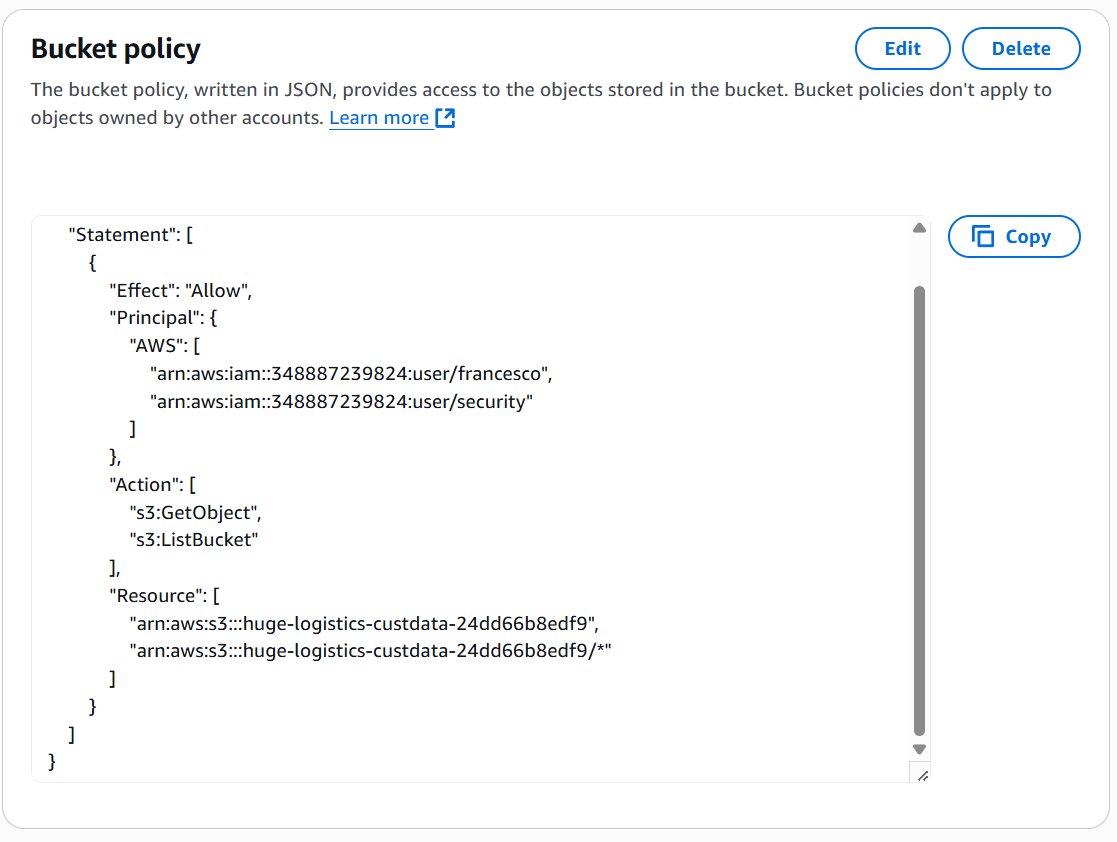 Bucket policy
Edit
Delete
The bucket policy, written in JSON, provides access to the objects stored in the bucket. Bucket policies don't apply to
objects owned by other accounts. Learn more
Copy
"Statement": [
{
"Effect": "Allow",
"Principal": {
"AWS": [
"arn:aws:iam::348887239824:user/francesco",
"arn:aws:iam::348887239824:user/security"
]
},
"Action": [
"s3:GetObject",
"s3:ListBucket"
],
"Resource": [
"arn:aws:s3:::huge-logistics-custdata-24dd66b8edf9",
"arn:aws:s3:::huge-logistics-custdata-24dd66b8edf9/*"
]
}
]
}